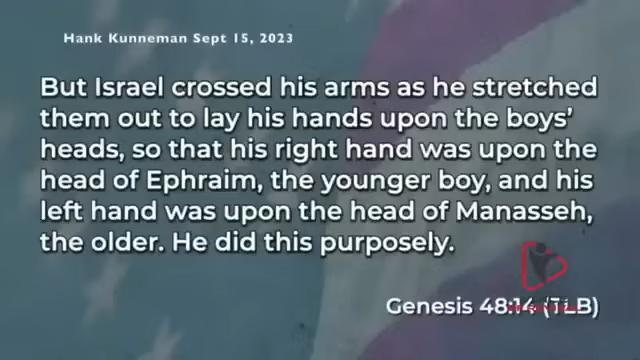 Hank Kunneman Sept 15, 2023
But Israel crossed his arms as he stretched
them out to lay his hands upon the boys’
heads, so that his right hand was upon the
head of Ephraim, the younger boy, and his
left hand was upon the head of Manasseh,
the older. He did this purposely.
Genesis 48:14 (TLB)